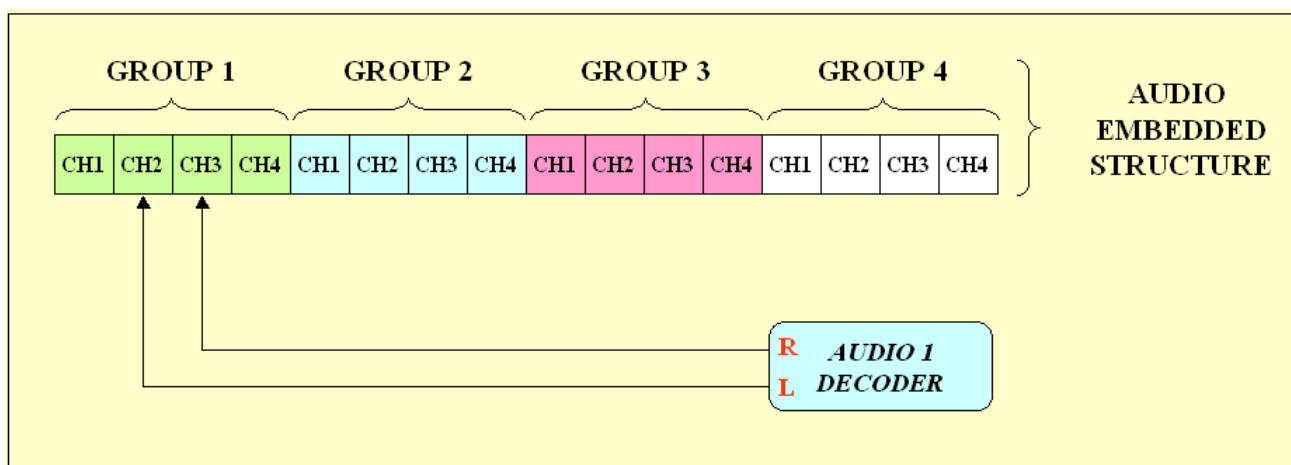 GROUP 1 GROUP 2 GROUP 3 GROUP 4
AUDIO
EMBEDDED
STRUCTURE
CH1 CH2 CH3 CH4 CH1 CH2 CH3 CH4 CH1 CH2 CH3 CH4 CH1 CH2 CH3 CH4
R AUDIO 1
L DECODER